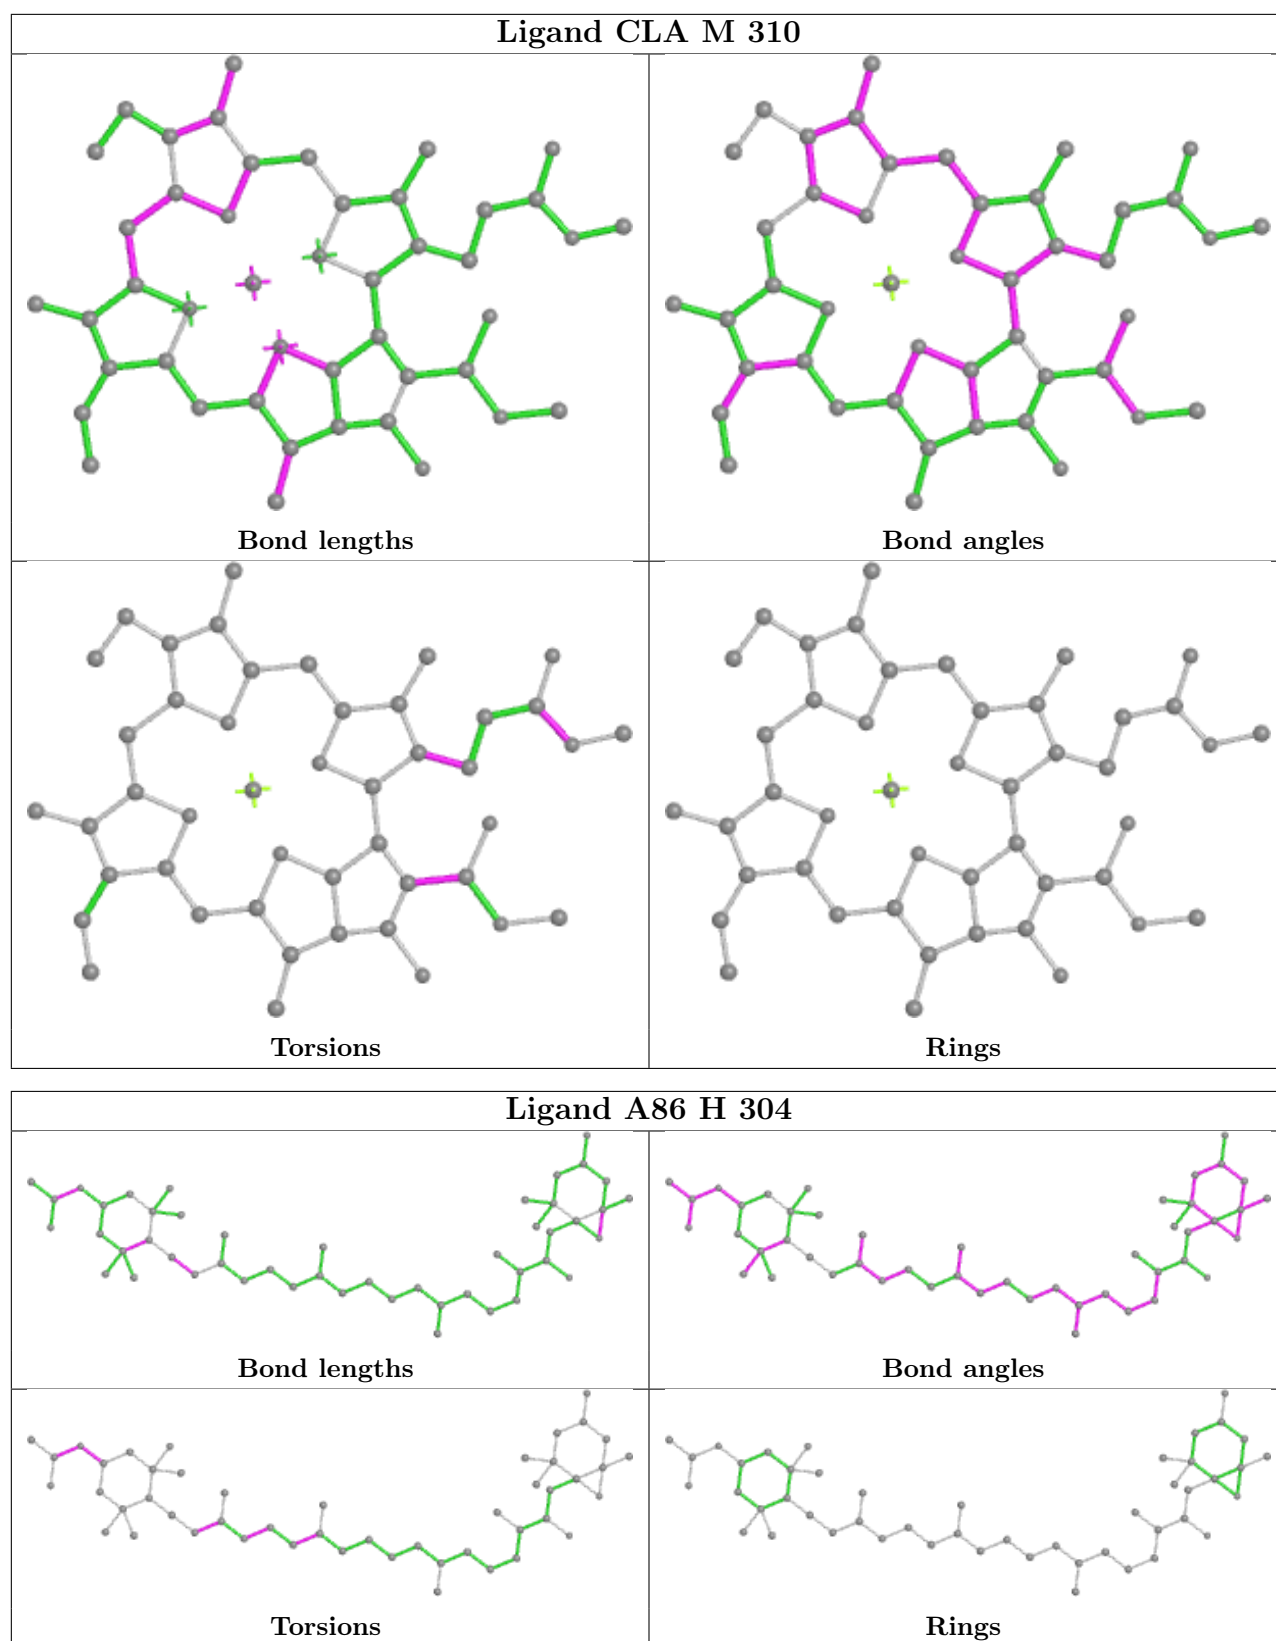 Ligand CLA M 310
Bond lengths
Bond angles
Torsions
Rings
Ligand A86 H 304
Bond lengths
Bond angles
Torsions
Rings